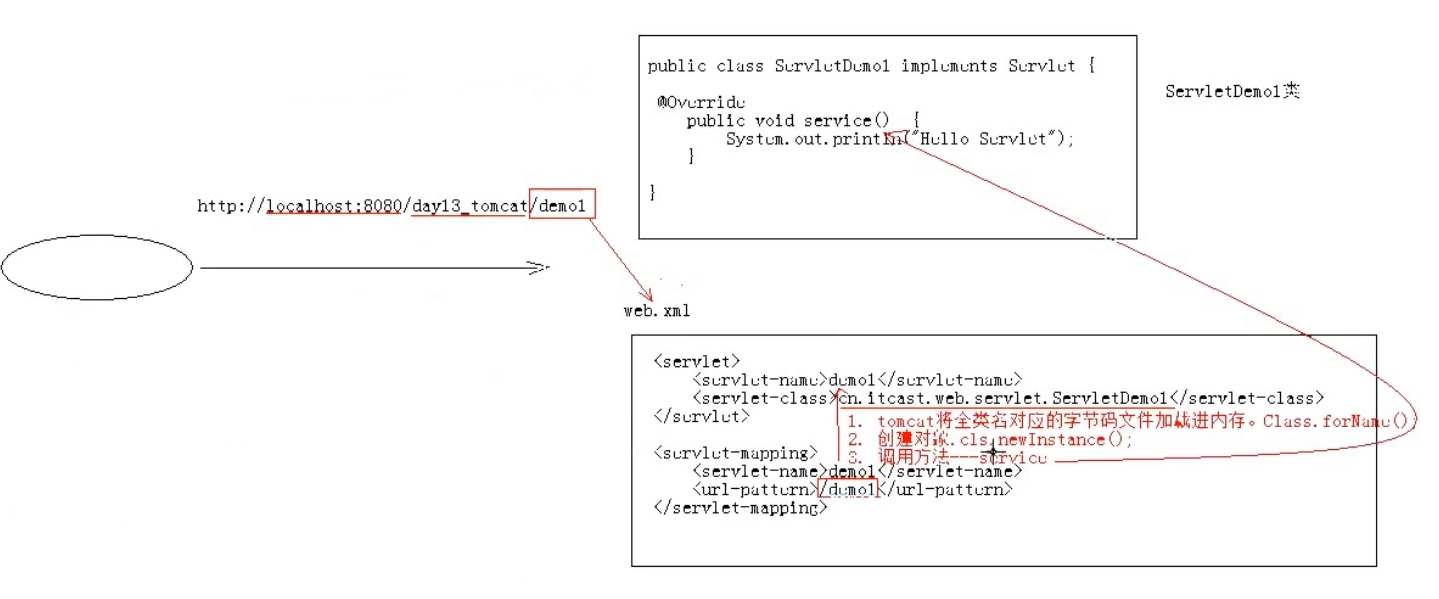 public class ServletDemo1 implements Servlet {
ServletDemo1类
@Override
public void service() {
System.out.println("Hello Servlet");
}
}
http://localhost:8080/day13_tomcat/demo1
web.xml
<servlet>
<servlet-name>demo1</servlet-name>
<servlet-class>cn.itcast.web.servlet.ServletDemo1</servlet-class>
</servlet>
1. tomcat将全类名对应的字节码文件加载进内存。Class.forName()
2. 创建对象.cls.newInstance();
3. 调用方法---service
<servlet-mapping>
<servlet-name>demo1</servlet-name>
<url-pattern>/demo1</url-pattern>
</servlet-mapping>